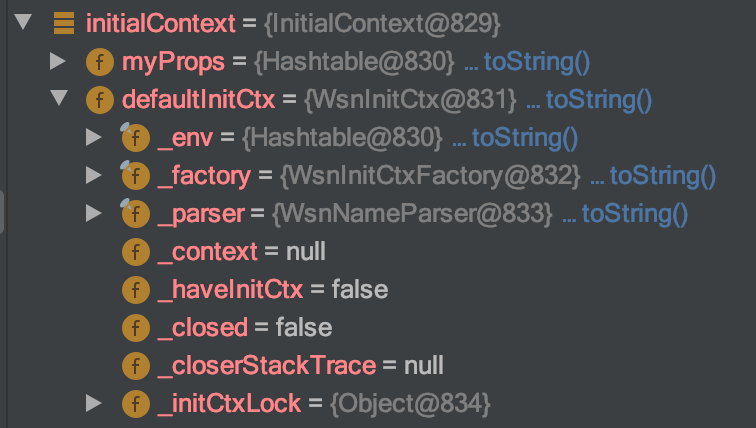 initialContext = {InitialContext@829}
f myProps = {Hashtable@830} ... toString()
f defaultInitCtx = {WsnInitCtx@831} ... toString()
f _env = {Hashtable@830} ... toString()
f _factory = {WsnInitCtxFactory@832} ... toString()
f _parser = {WsnNameParser@833} ... toString()
f _context = null
f _haveInitCtx = false
f _closed = false
f _closerStackTrace = null
f _initCtxLock = {Object@834}